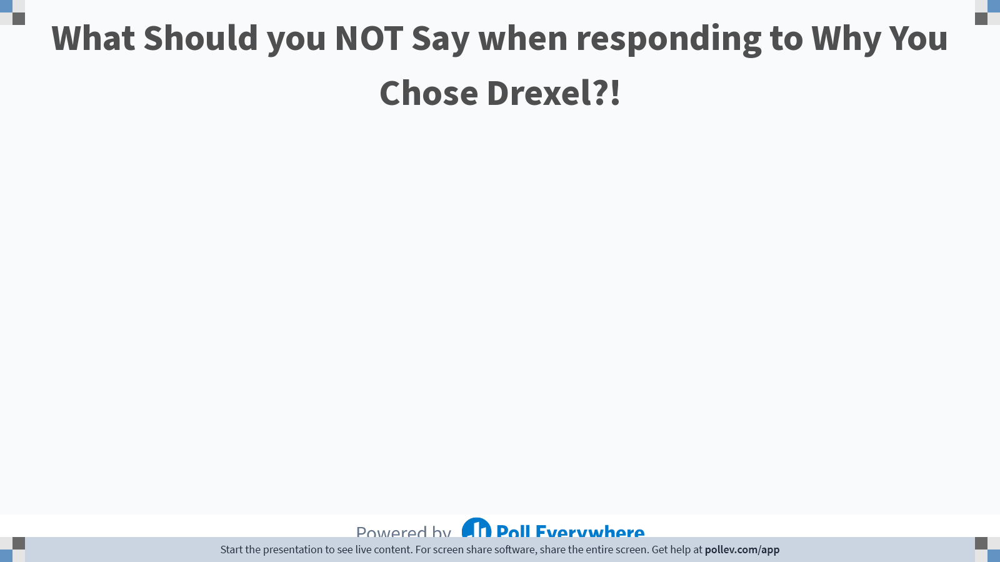 What Should you NOT Say when responding to Why You
Chose Drexel?!
Powered by Poll Everywhere
Start the presentation to see live content. For screen share software, share the entire screen. Get help at pollev.com/app